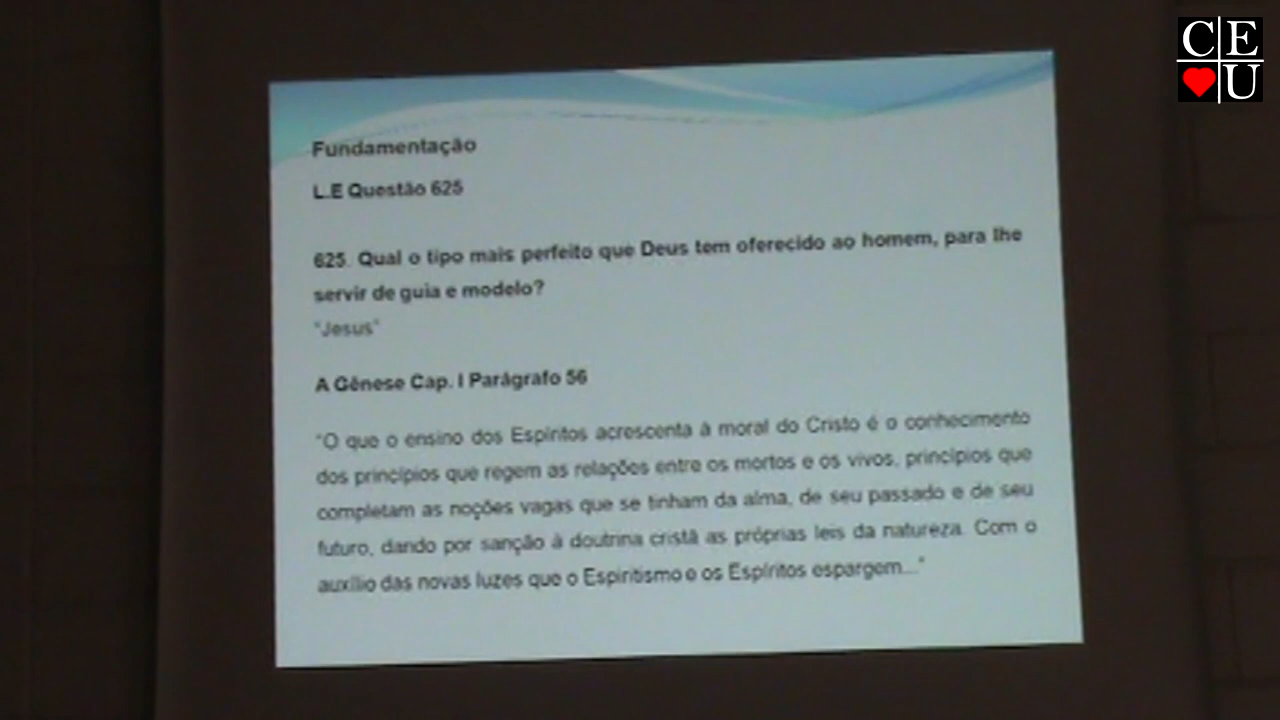 CE
U
Fundamentação
L.E Questão 625
625. Qual o tipo mais perfeito que Deus tem oferecido ao homem, para lhe
servir de guia e modelo?
"Jesus"
A Gênese Cap. I Parágrafo 56
"O que o ensino dos Espíritos acrescenta à moral do Cristo é o conhecimento
dos princípios que regem as relações entre os mortos e os vivos, princípios que
completam as noções vagas que se tinham da alma, de seu passado e de seu
futuro, dando por sanção à doutrina cristã as próprias leis da natureza. Com o
auxílio das novas luzes que o Espiritismo e os Espíritos espargem..."